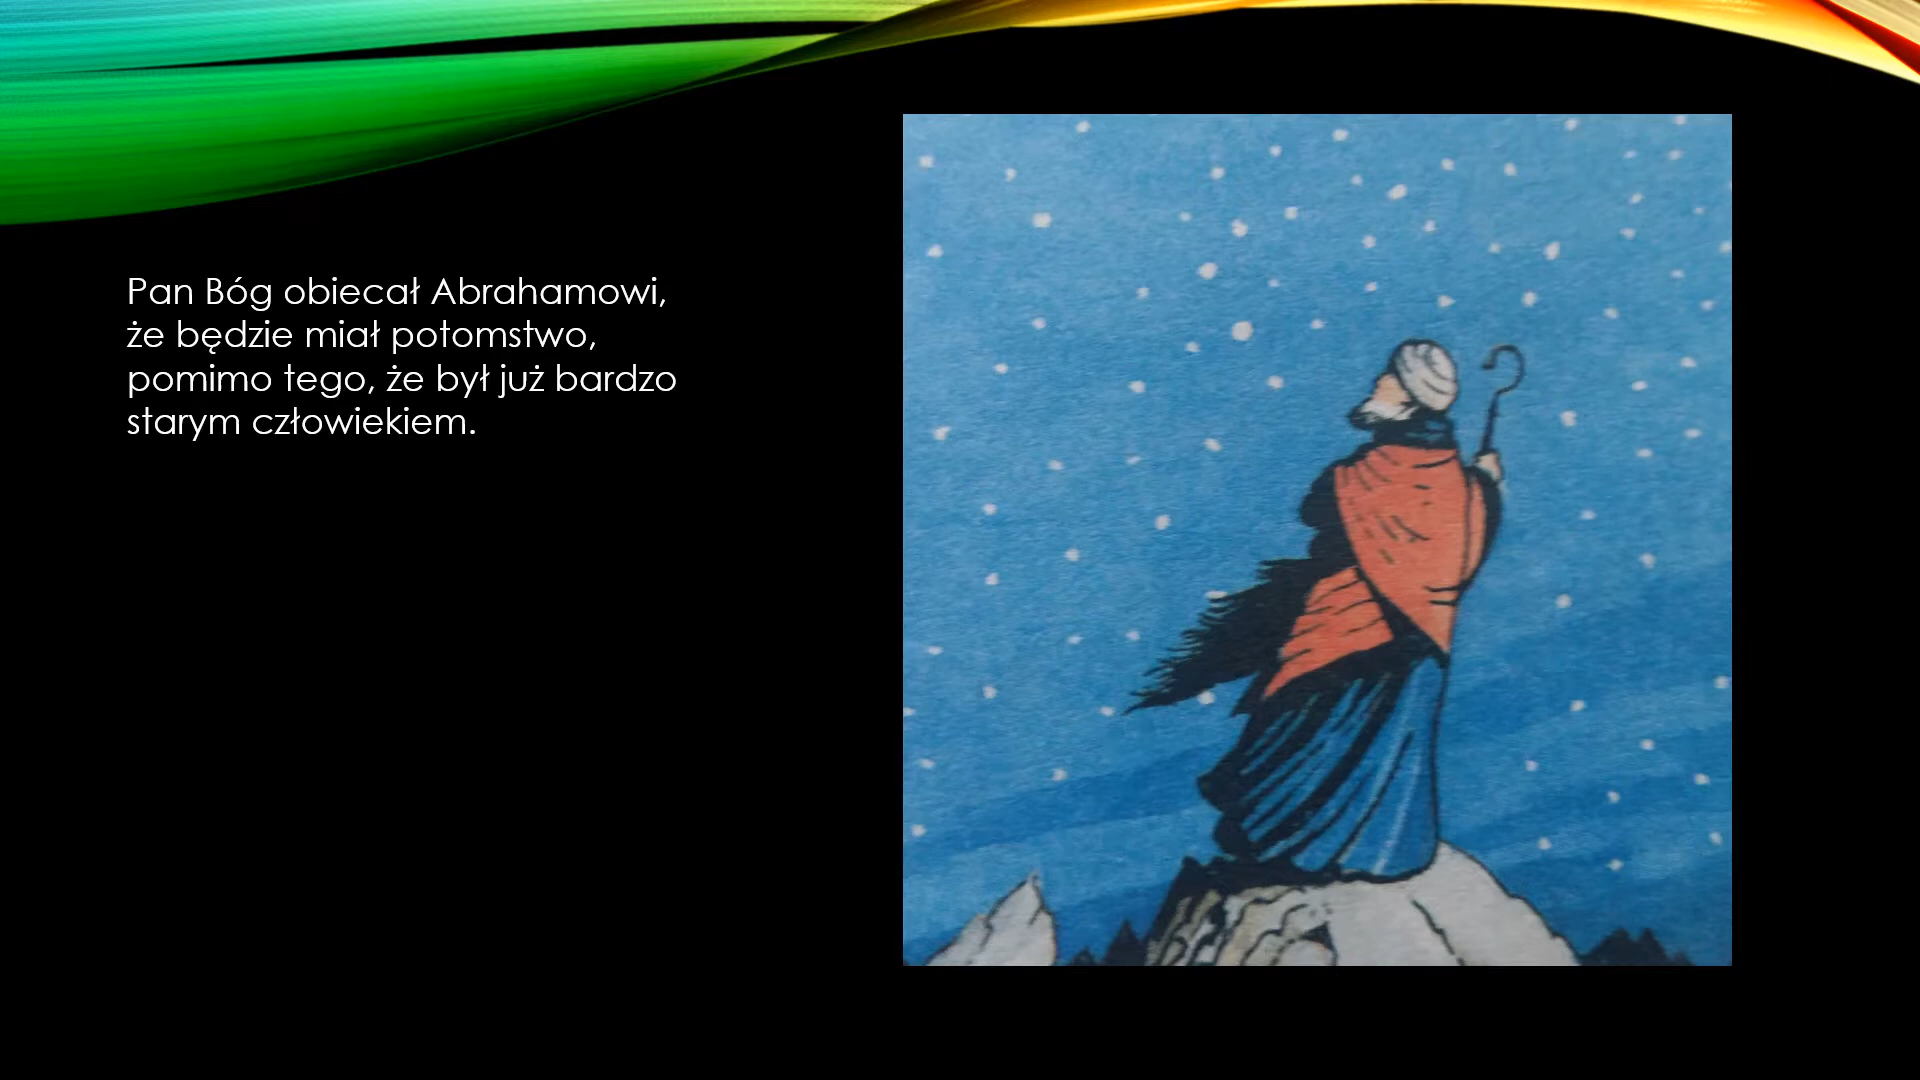 Pan Bóg obiecał Abrahamowi,
że będzie miał potomstwo,
pomimo tego, że był już bardzo
starym człowiekiem.